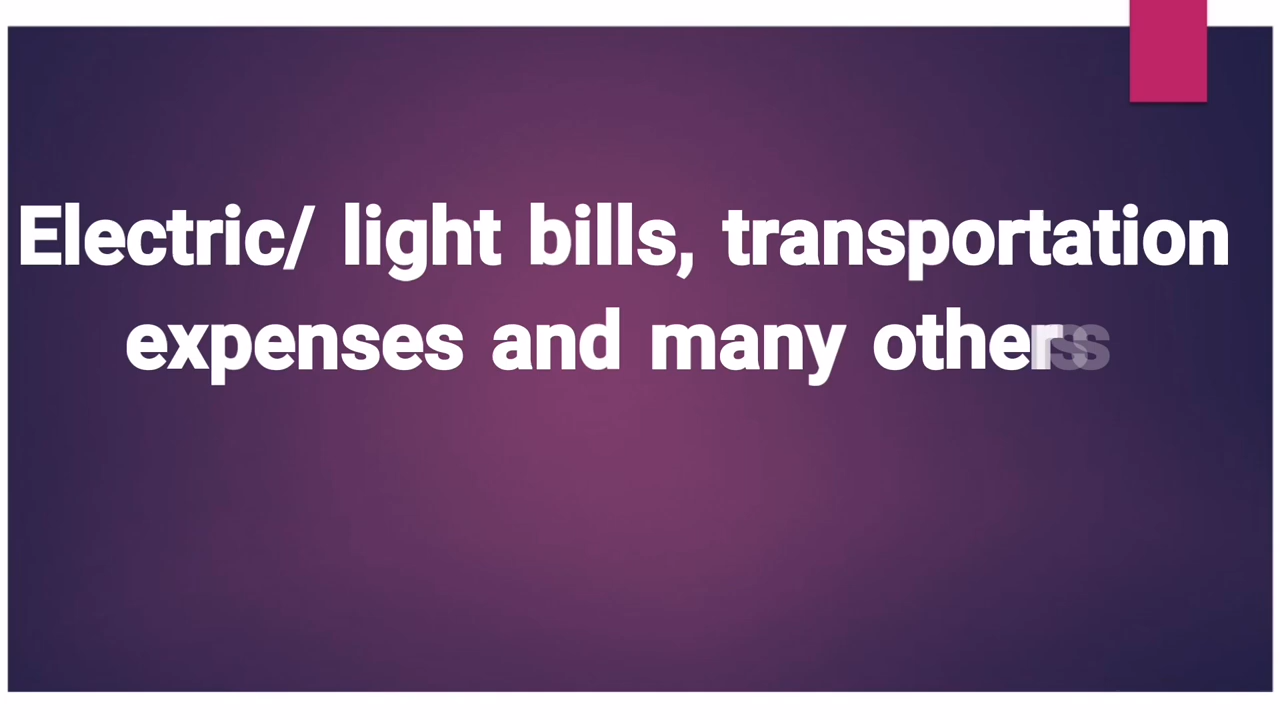 Electric/ light bills, transportation
expenses and many others